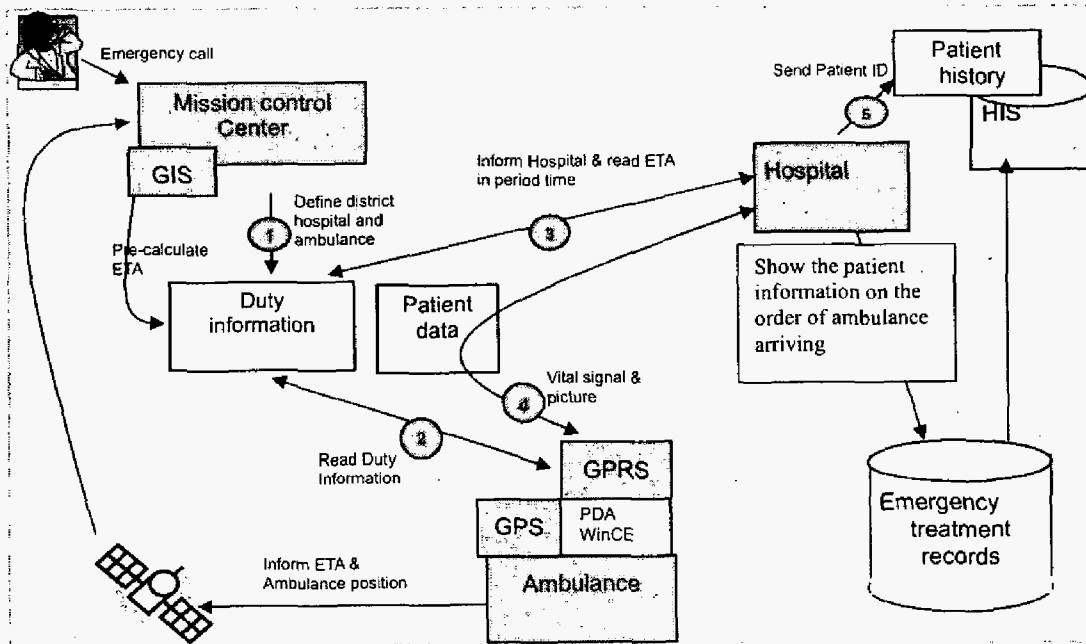 Emergency call
Mission control
Center
GIS
Pre-calculate
ETA
1
Define district
hospital and
ambulance
Duty
information
Patient
data
Inform Hospital & read ETA
in period time
3
Send Patient ID
5
Patient
history
HIS
Hospital
Show the patient
information on the
order of ambulance
arriving
Vital signal &
picture
4
2
Read Duty
Information
GPRS
GPS
PDA
WinCE
Ambulance
Inform ETA &
Ambulance position
Emergency
treatment
records